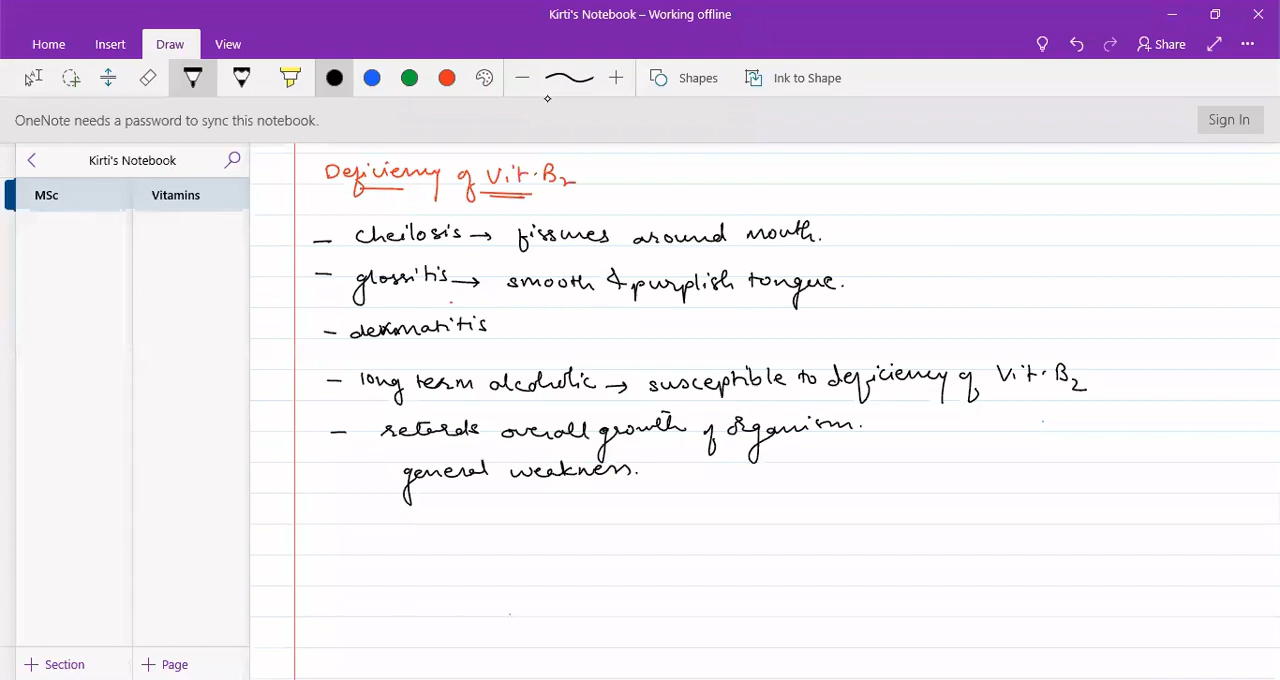 Kirti's Notebook – Working offline
Home Insert Draw View
Share
Shapes Ink to Shape
OneNote needs a password to sync this notebook.
Sign In
Kirti's Notebook
MSc Vitamins
Deficiency of Vit. B2
– cheilosis → fissures around mouth.
– glossitis → smooth & purplish tongue.
– dermatitis
– long term alcoholic → susceptible to deficiency of Vit. B2
– retards overall growth of organism.
general weakness.
+ Section + Page